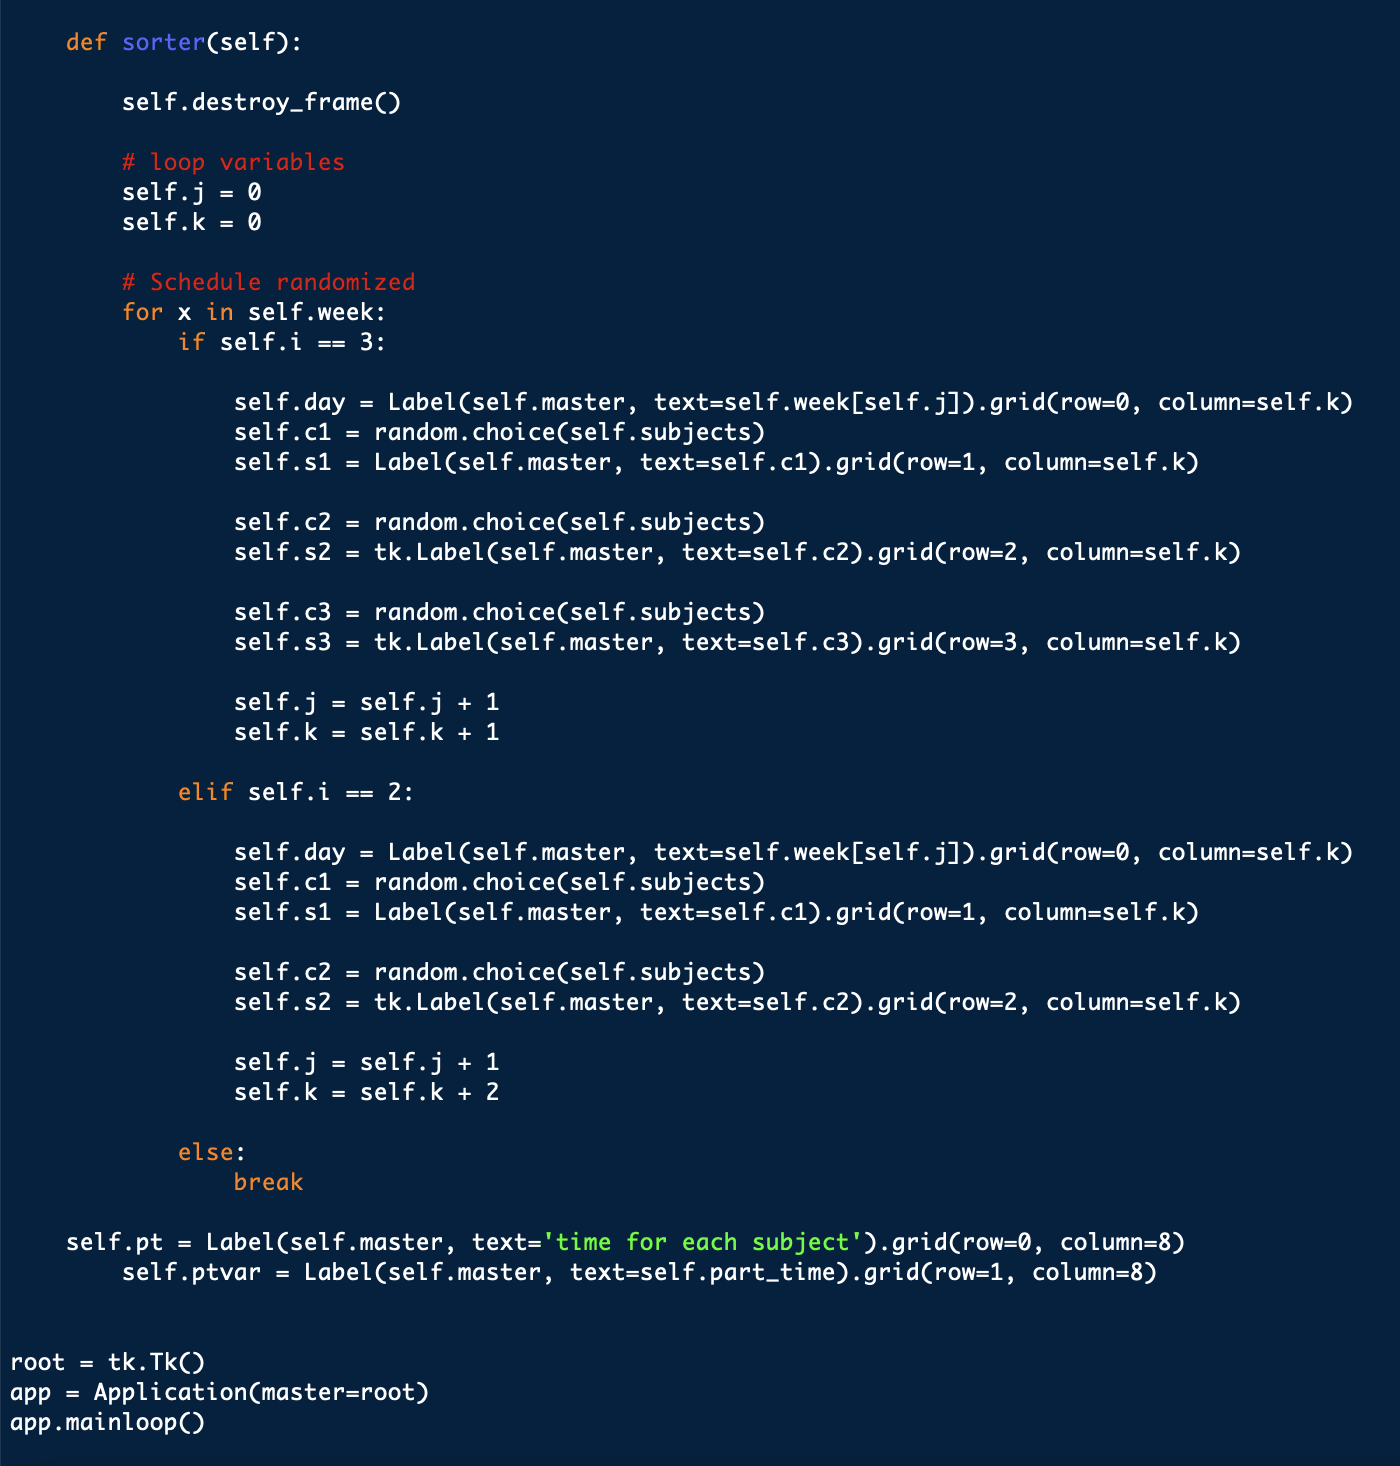 def sorter(self):

        self.destroy_frame()

        # loop variables
        self.j = 0
        self.k = 0

        # Schedule randomized
        for x in self.week:
            if self.i == 3:

                self.day = Label(self.master, text=self.week[self.j]).grid(row=0, column=self.k)
                self.c1 = random.choice(self.subjects)
                self.s1 = Label(self.master, text=self.c1).grid(row=1, column=self.k)

                self.c2 = random.choice(self.subjects)
                self.s2 = tk.Label(self.master, text=self.c2).grid(row=2, column=self.k)

                self.c3 = random.choice(self.subjects)
                self.s3 = tk.Label(self.master, text=self.c3).grid(row=3, column=self.k)

                self.j = self.j + 1
                self.k = self.k + 1

            elif self.i == 2:

                self.day = Label(self.master, text=self.week[self.j]).grid(row=0, column=self.k)
                self.c1 = random.choice(self.subjects)
                self.s1 = Label(self.master, text=self.c1).grid(row=1, column=self.k)

                self.c2 = random.choice(self.subjects)
                self.s2 = tk.Label(self.master, text=self.c2).grid(row=2, column=self.k)

                self.j = self.j + 1
                self.k = self.k + 2

            else:
                break

    self.pt = Label(self.master, text='time for each subject').grid(row=0, column=8)
        self.ptvar = Label(self.master, text=self.part_time).grid(row=1, column=8)


root = tk.Tk()
app = Application(master=root)
app.mainloop()